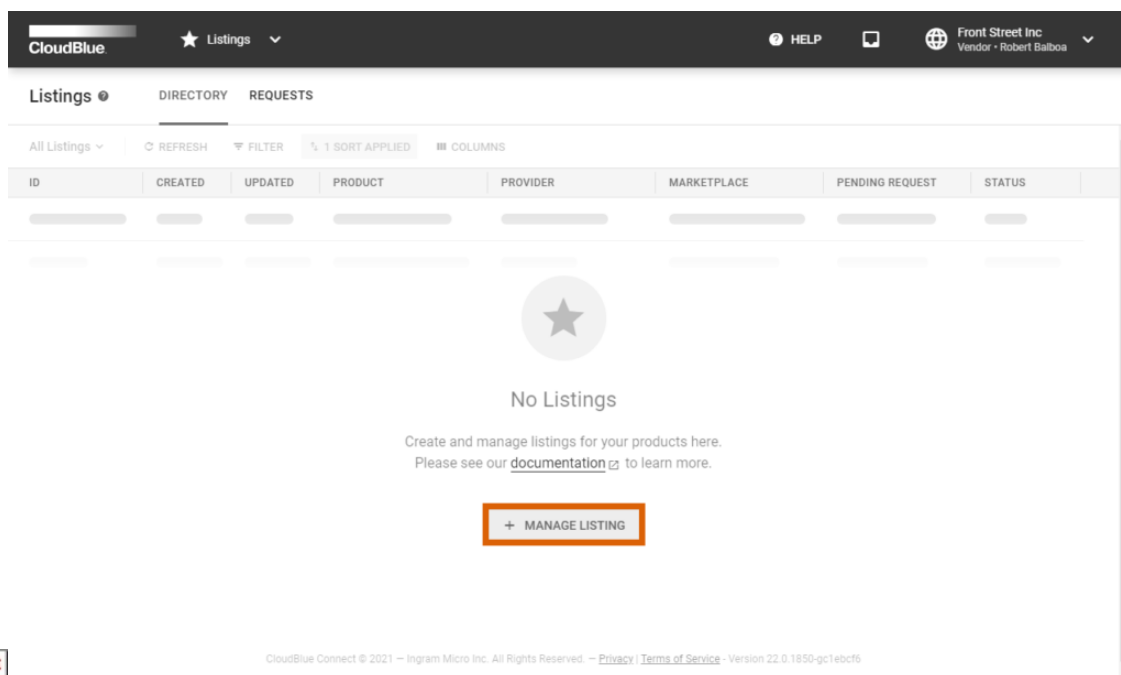 CloudBlue.
Listings
HELP
Front Street Inc
Vendor • Robert Balboa
Listings
DIRECTORY
REQUESTS
All Listings
REFRESH
FILTER
1 SORT APPLIED
COLUMNS
ID
CREATED
UPDATED
PRODUCT
PROVIDER
MARKETPLACE
PENDING REQUEST
STATUS
No Listings
Create and manage listings for your products here.
Please see our documentation to learn more.
+ MANAGE LISTING
CloudBlue Connect © 2021 — Ingram Micro Inc. All Rights Reserved. — Privacy | Terms of Service - Version 22.0.1850-gc1ebcf6